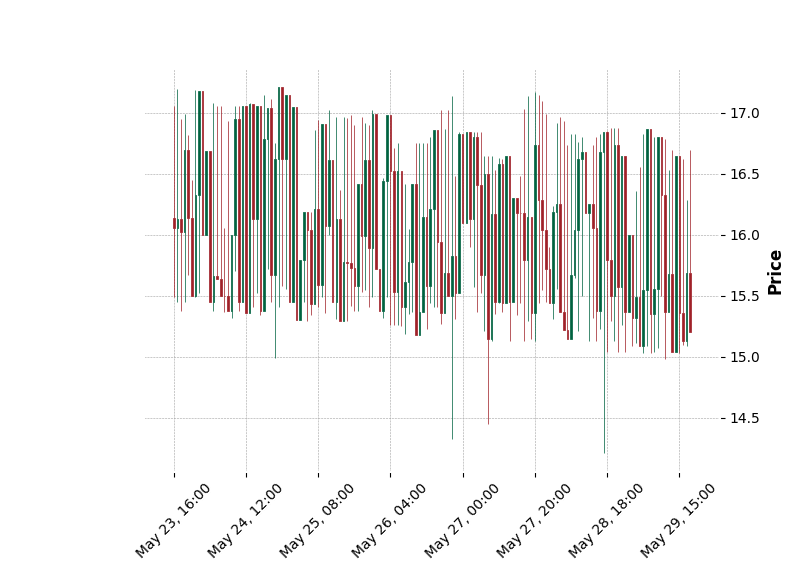 17.0
16.5
16.0
15.5
15.0
14.5
Price
May 23, 16:00
May 24, 12:00
May 25, 08:00
May 26, 04:00
May 27, 00:00
May 27, 20:00
May 28, 18:00
May 29, 15:00